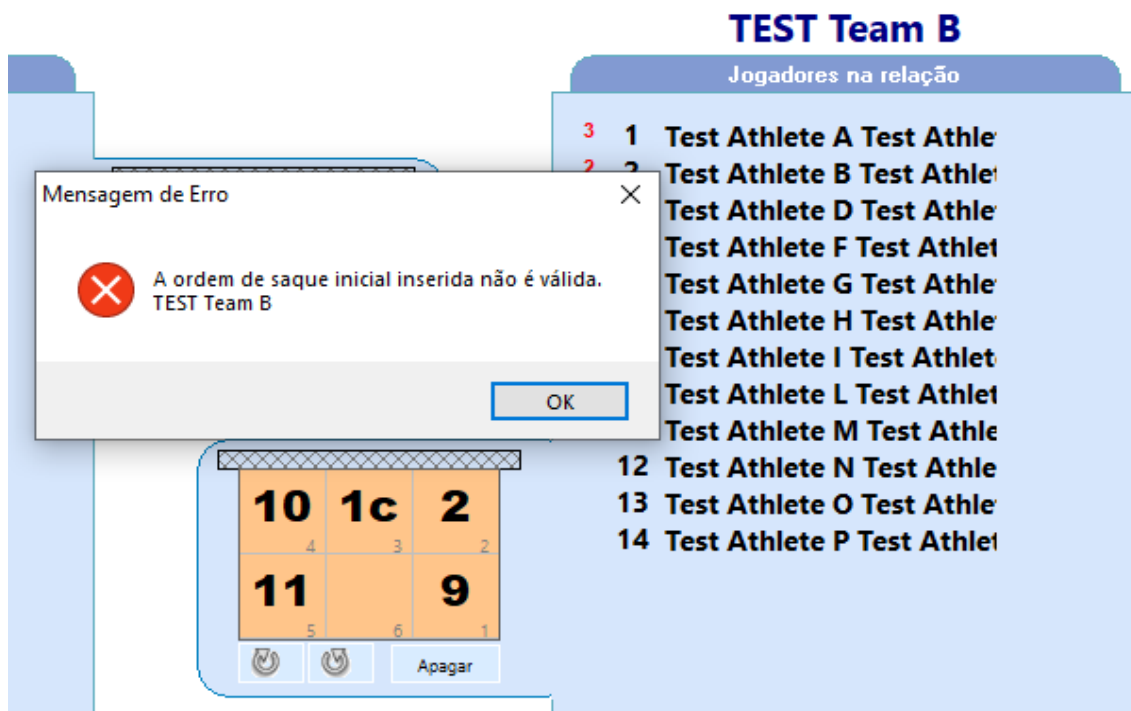 TEST Team B
Jogadores na relação
3 1 Test Athlete A Test Athle
2 2 Test Athlete B Test Athlet
Test Athlete D Test Athle
Test Athlete F Test Athlet
Test Athlete G Test Athle
Test Athlete H Test Athle
Test Athlete I Test Athlet
Test Athlete L Test Athlet
Test Athlete M Test Athle
12 Test Athlete N Test Athle
13 Test Athlete O Test Athle
14 Test Athlete P Test Athlet
Mensagem de Erro
A ordem de saque inicial inserida não é válida.
TEST Team B
OK
10 1c 2
4 3 2
11 9
5 6 1
Apagar